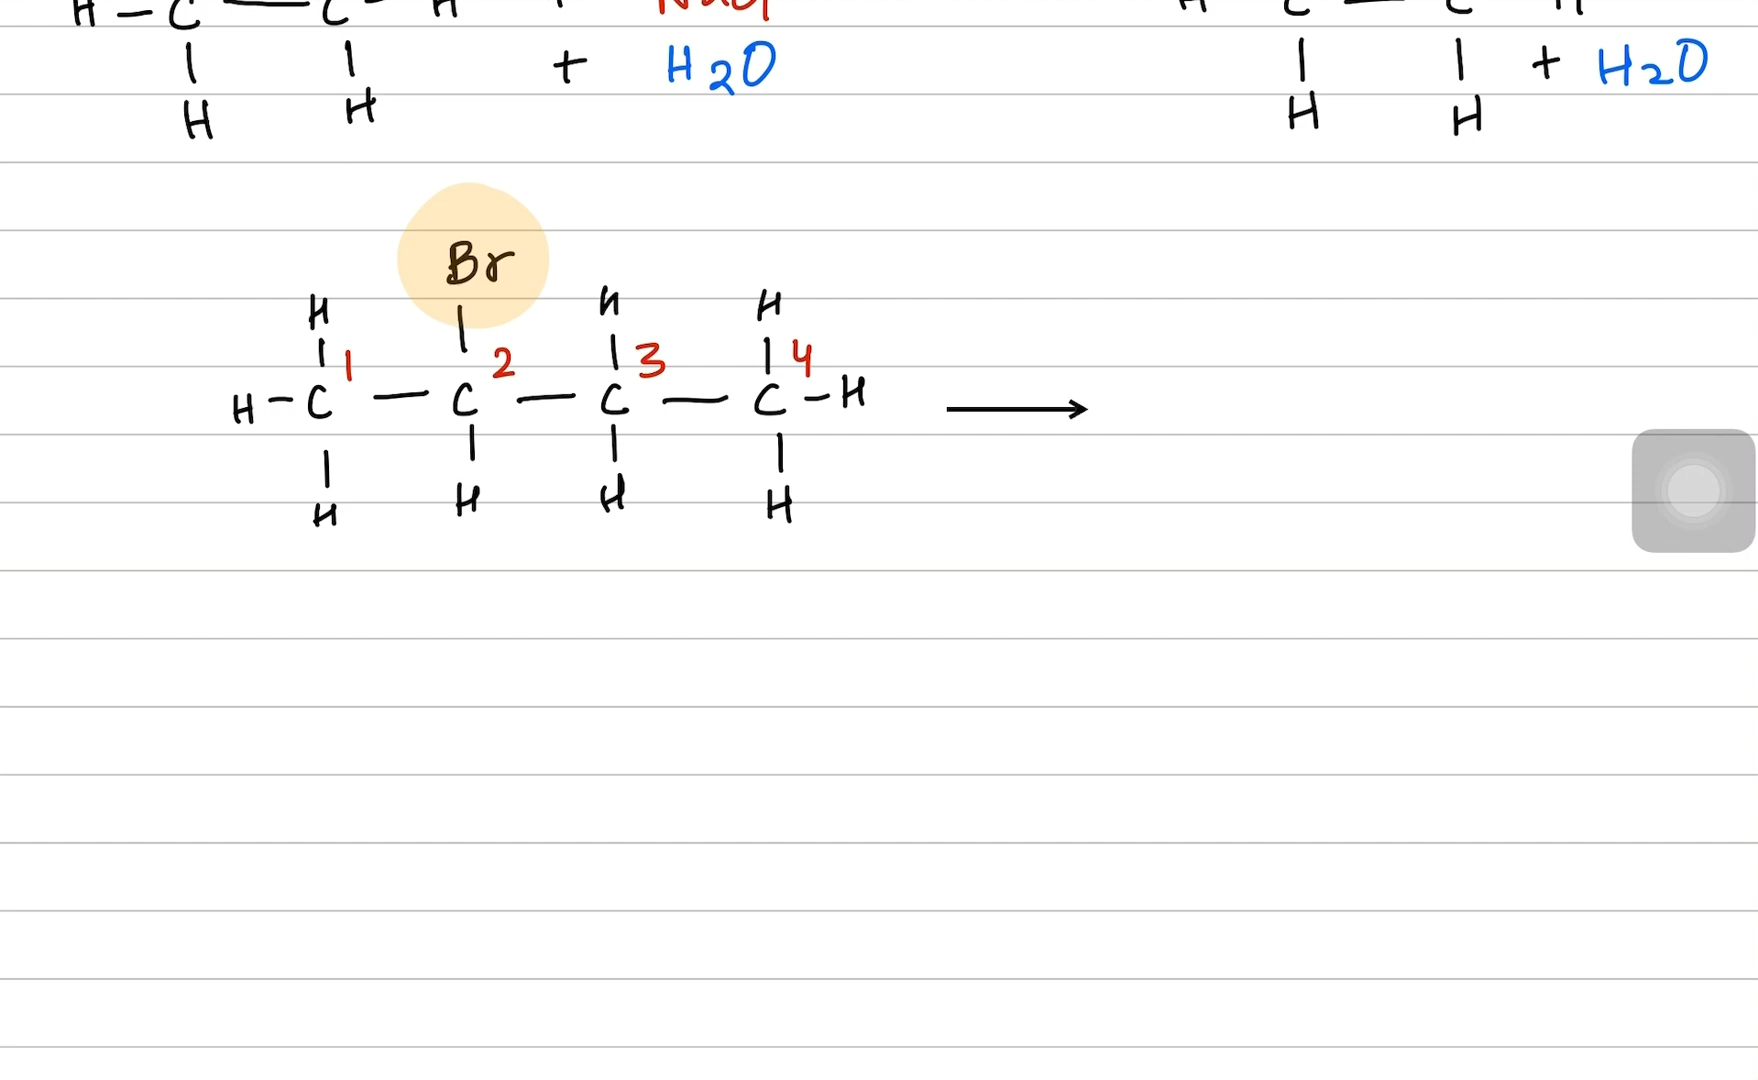 H – C — C – H
H H + H2O H H + H2O
Br
H H H
1 2 3 4
H – C — C — C — C – H ⟶
H H H H